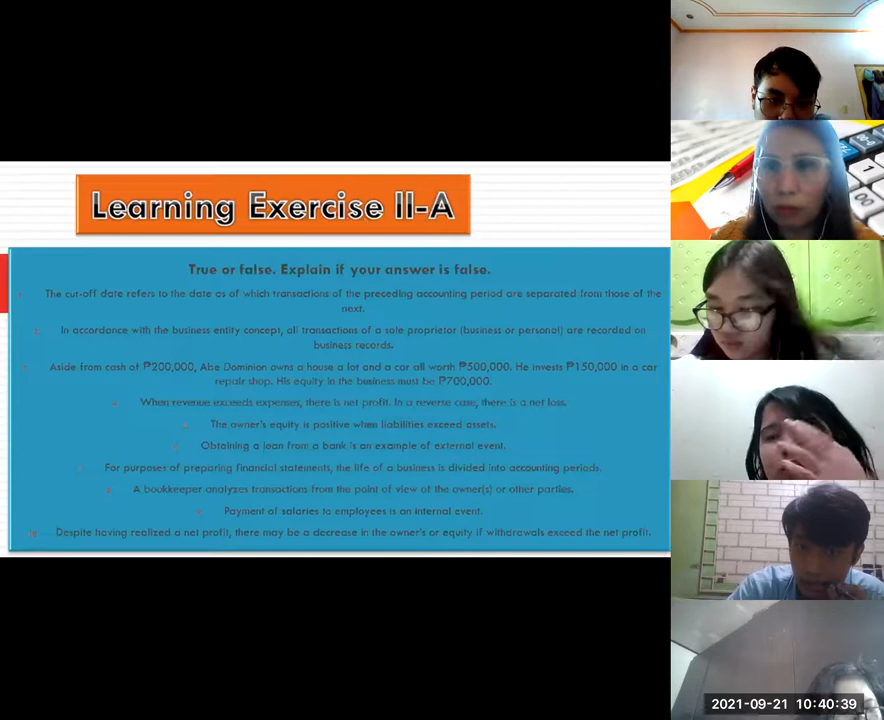 Learning Exercise II-A
True or false. Explain if your answer is false.
The cut-off date refers to the date as of which transactions of the preceding accounting period are separated from those of the
next.
In accordance with the business entity concept, all transactions of a sole proprietor (business or personal) are recorded on
business records.
Aside from cash of ₱200,000, Abe Dominion owns a house a lot and a car all worth ₱500,000. He invests ₱150,000 in a car
repair shop. His equity in the business must be ₱700,000.
When revenue exceeds expenses, there is net profit. In a reverse case, there is a net loss.
The owner's equity is positive when liabilities exceed assets.
Obtaining a loan from a bank is an example of external event.
For purposes of preparing financial statements, the life of a business is divided into accounting periods.
A boukkeeper analyzes transactions from the point of view of the owner(s) or other parties.
Payment of salaries to employees is an internal event.
Despite having realized a net profit, there may be a decrease in the owner's or equity if withdrawals exceed the net profit.
2021-09-21 10:40:39